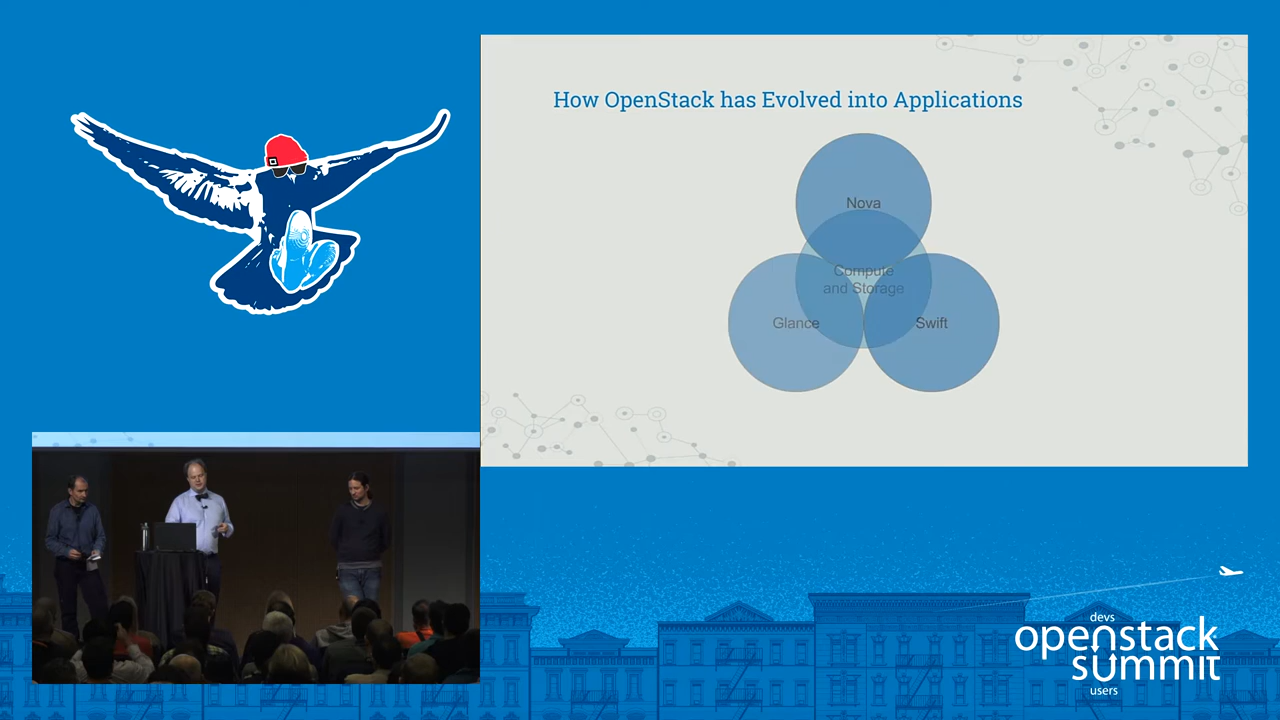 How OpenStack has Evolved into Applications
Nova
Compute
and Storage
Glance
Swift
devs
openstack
summit
users